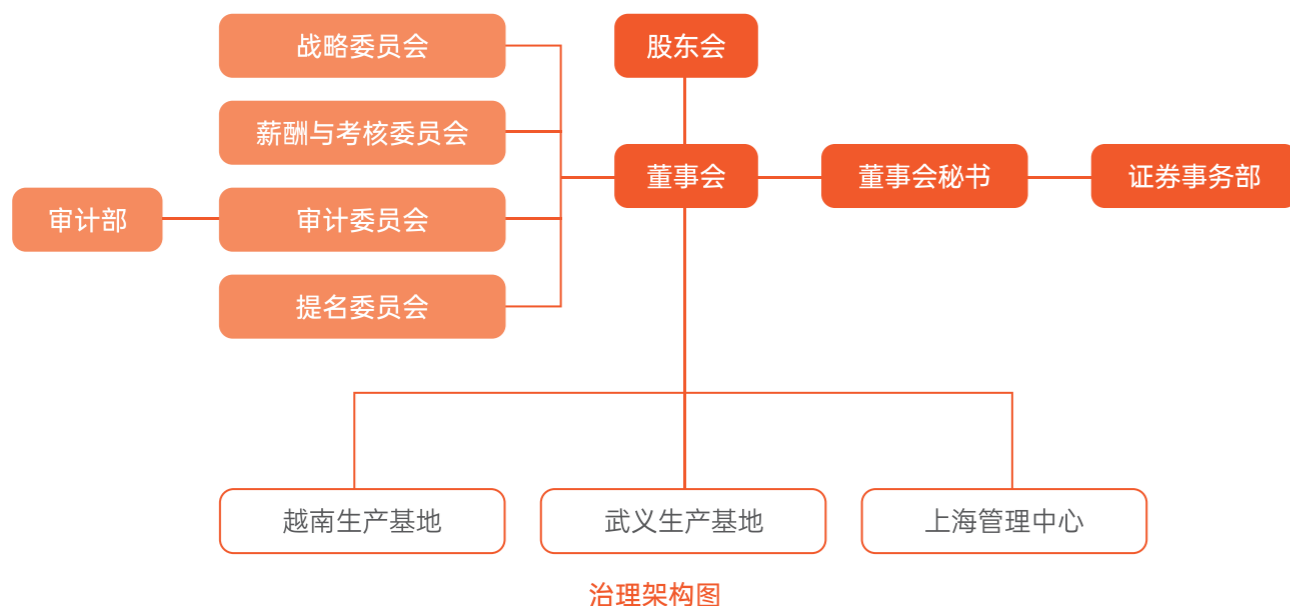 战略委员会
股东会
薪酬与考核委员会
董事会
董事会秘书
证券事务部
审计部
审计委员会
提名委员会
越南生产基地
武义生产基地
上海管理中心
治理架构图